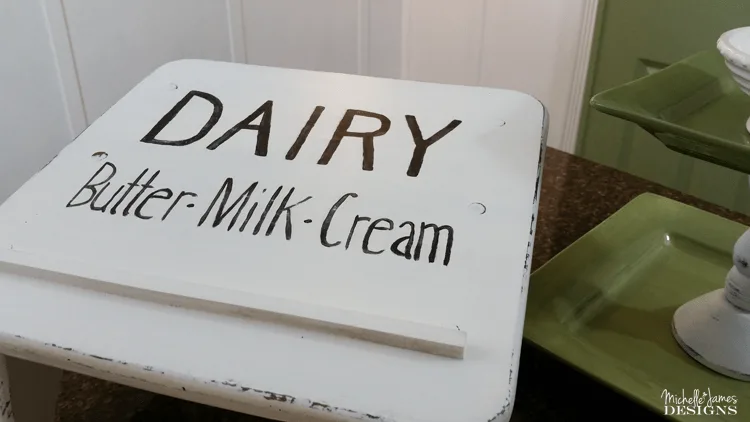 DAIRY
Butter-Milk-Cream
Michelle James
DESIGNS